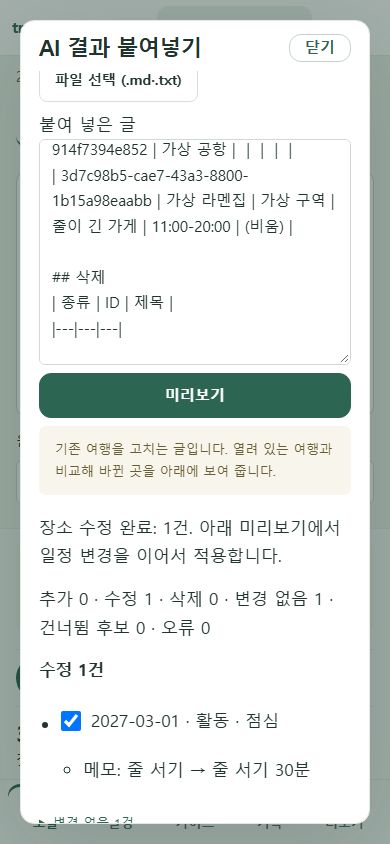 AI 결과 붙여넣기
닫기
파일 선택 (.md·.txt)
붙여 넣은 글
914f7394e852 | 가상 공항 | | | | |
| 3d7c98b5-cae7-43a3-8800-
1b15a98eaabb | 가상 라멘집 | 가상 구역 |
줄이 긴 가게 | 11:00-20:00 | (비움) |
## 삭제
| 종류 | ID | 제목 |
|---|---|---|
미리보기
기존 여행을 고치는 글입니다. 열려 있는 여행과
비교해 바뀐 곳을 아래에 보여 줍니다.
장소 수정 완료: 1건. 아래 미리보기에서
일정 변경을 이어서 적용합니다.
추가 0 · 수정 1 · 삭제 0 · 변경 없음 1 ·
건너뜀 후보 0 · 오류 0
수정 1건
2027-03-01 · 활동 · 점심
메모: 줄 서기 → 줄 서기 30분